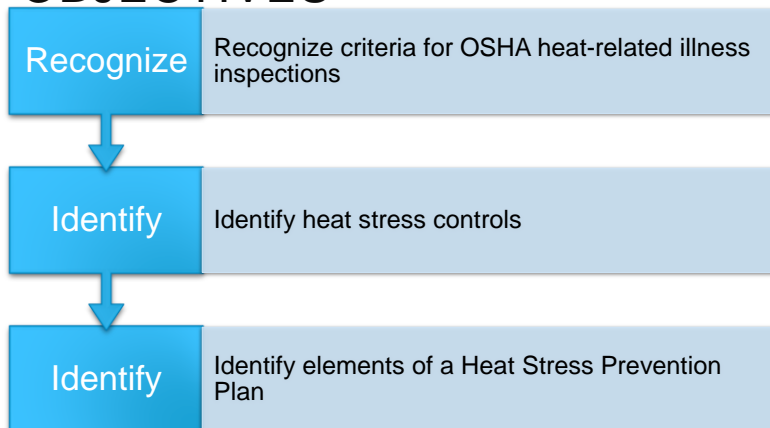 OBJECTIVES
Recognize
Recognize criteria for OSHA heat-related illness
inspections
Identify
Identify heat stress controls
Identify
Identify elements of a Heat Stress Prevention
Plan